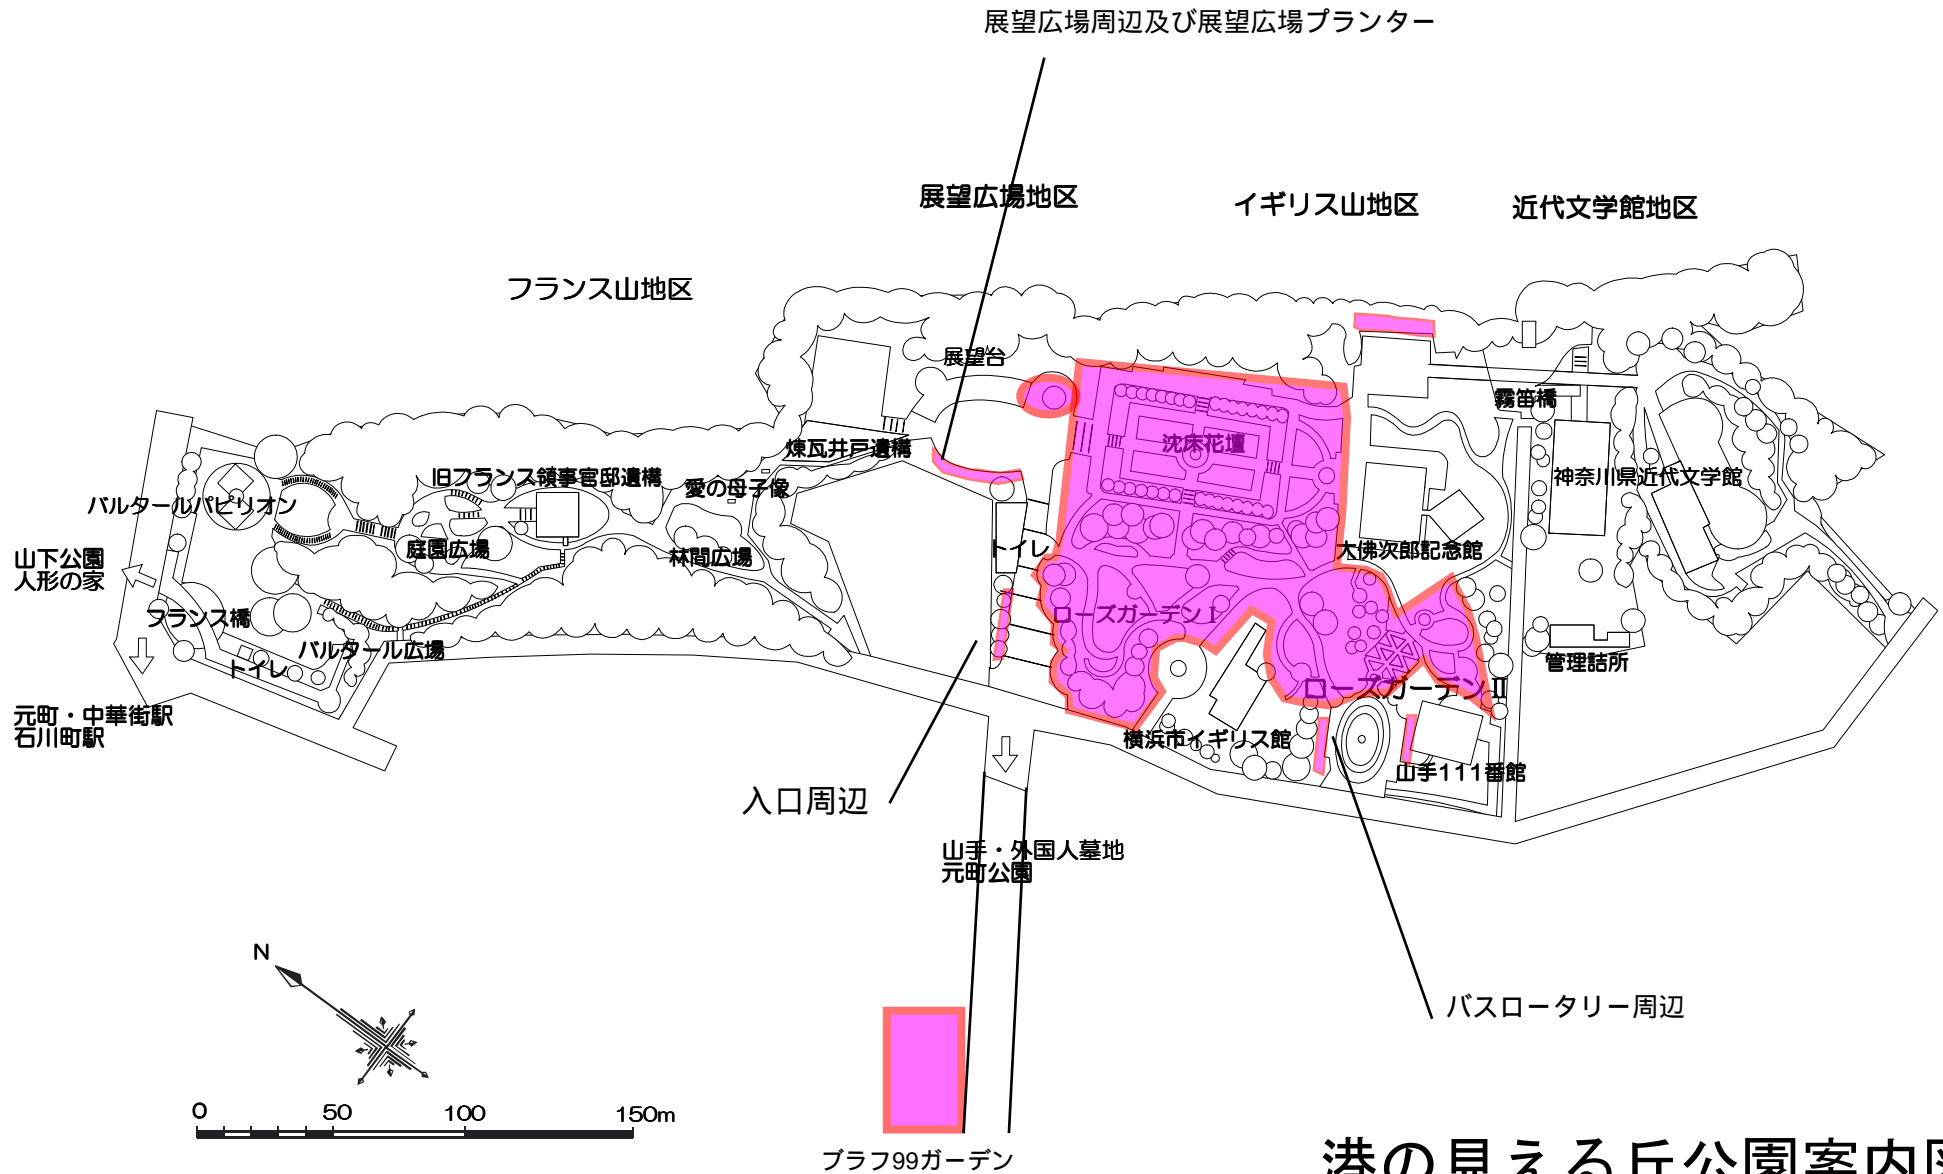 展望広場周辺及び展望広場プランター
展望広場地区
イギリス山地区
近代文学館地区
フランス山地区
展望台
霧笛橋
沈床花壇
煉瓦井戸遺構
旧フランス領事官邸遺構
愛の母子像
神奈川県近代文学館
バルタールパビリオン
庭園広場
林間広場
トイレ
大佛次郎記念館
山下公園
人形の家
フランス橋
ローズガーデンⅠ
バルタール広場
トイレ
管理詰所
ローズガーデンⅡ
元町・中華街駅
石川町駅
横浜市イギリス館
山手111番館
入口周辺
山手・外国人墓地
元町公園
N
バスロータリー周辺
0 50 100 150m
ブラフ99ガーデン
港の見える丘公園案内図